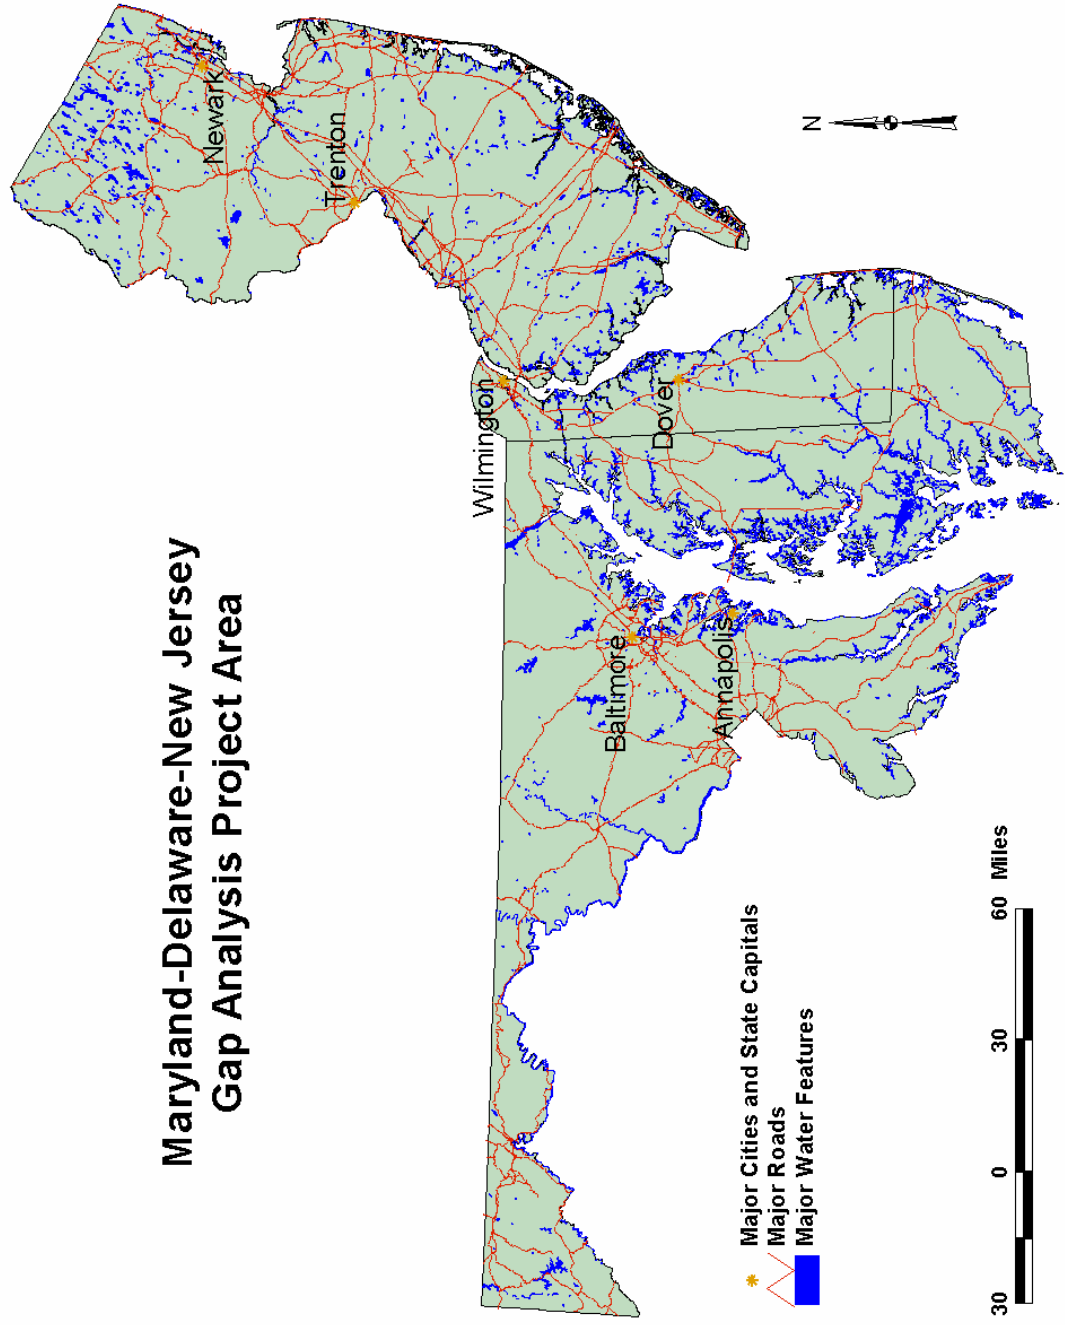 Maryland-Delaware-New Jersey
Gap Analysis Project Area
Newark
Trenton
Wilmington
Dover
Baltimore
Annapolis
N
Major Cities and State Capitals
Major Roads
Major Water Features
30 0 30 60 Miles